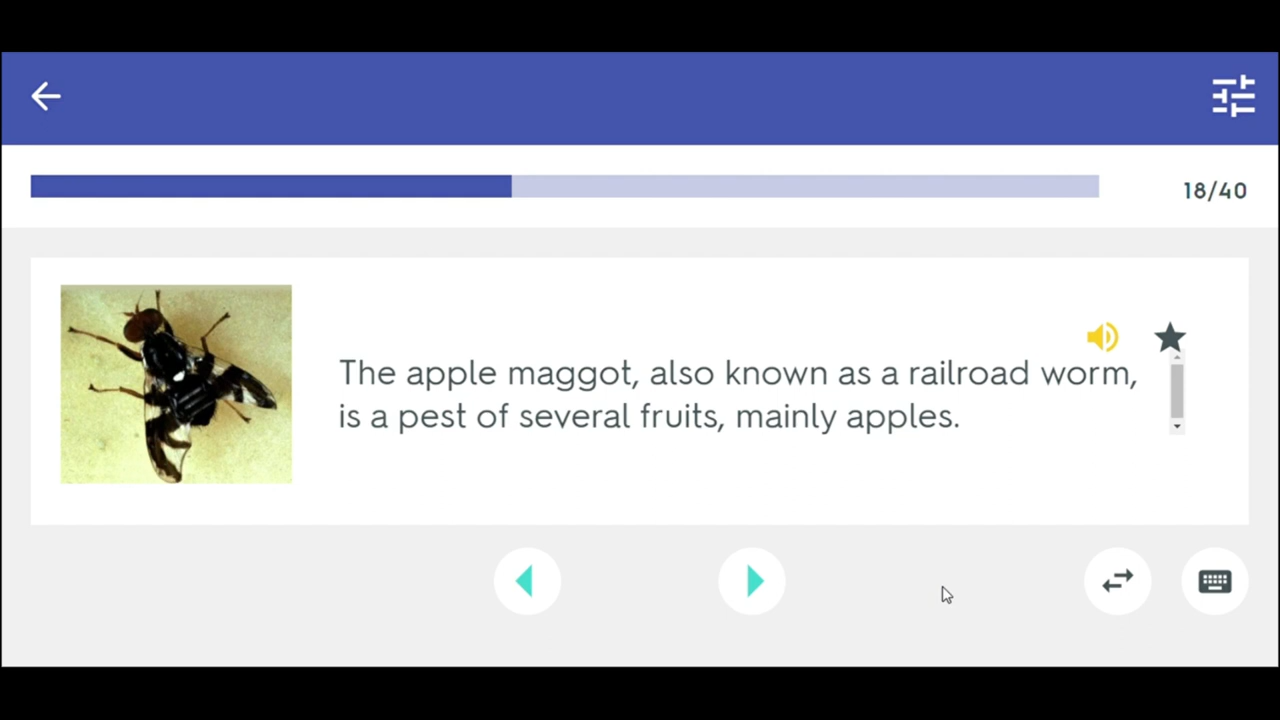 18/40
The apple maggot, also known as a railroad worm,
is a pest of several fruits, mainly apples.